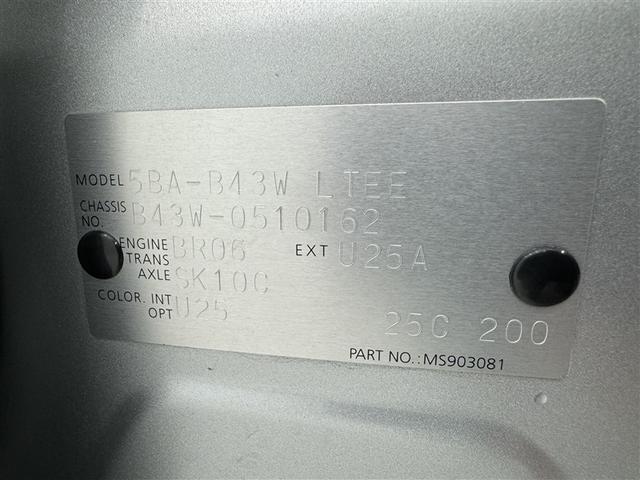 MODEL 5BA-B43W LTEE
CHASSIS NO. B43W-0510162
ENGINE BR06 EXT U25A
TRANS AXLE SK10C
COLOR. INT OPT U25
25C 200
PART NO.: MS903081